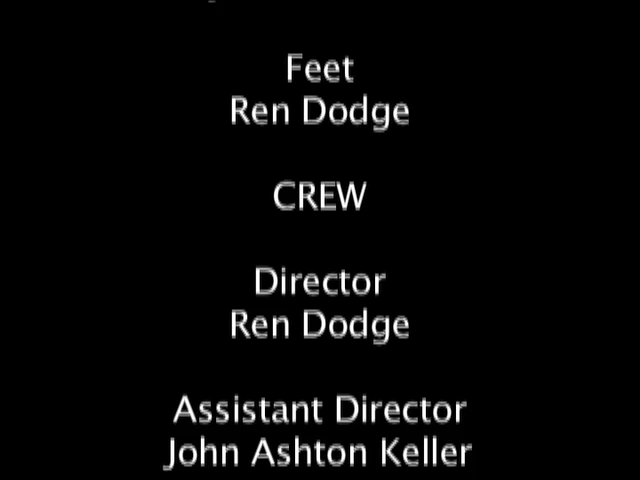 Feet
Ren Dodge
CREW
Director
Ren Dodge
Assistant Director
John Ashton Keller